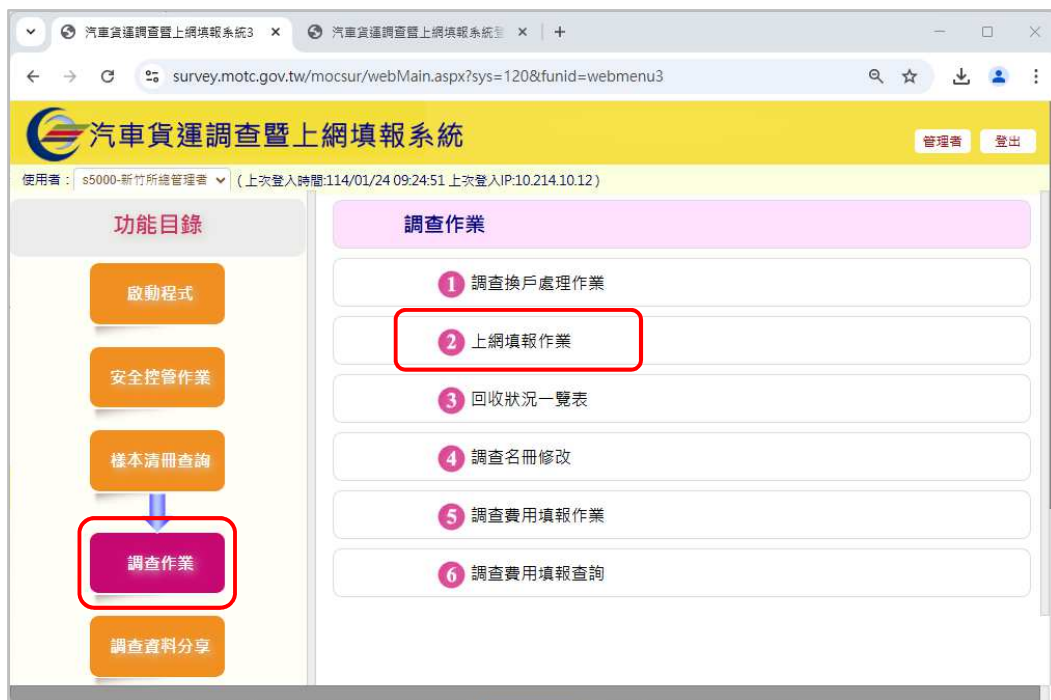 汽車貨運調查暨上網填報系統3
汽車貨運調查暨上網填報系統
survey.motc.gov.tw/mocsur/webMain.aspx?sys=120&funid=webmenu3
汽車貨運調查暨上網填報系統
管理者
登出
使用者：
s5000-新竹所總管理者
(上次登入時間:114/01/24 09:24:51 上次登入IP:10.214.10.12)
功能目錄
啟動程式
安全控管作業
樣本清冊查詢
調查作業
調查資料分享
調查作業
1 調查換戶處理作業
2 上網填報作業
3 回收狀況一覽表
4 調查名冊修改
5 調查費用填報作業
6 調查費用填報查詢